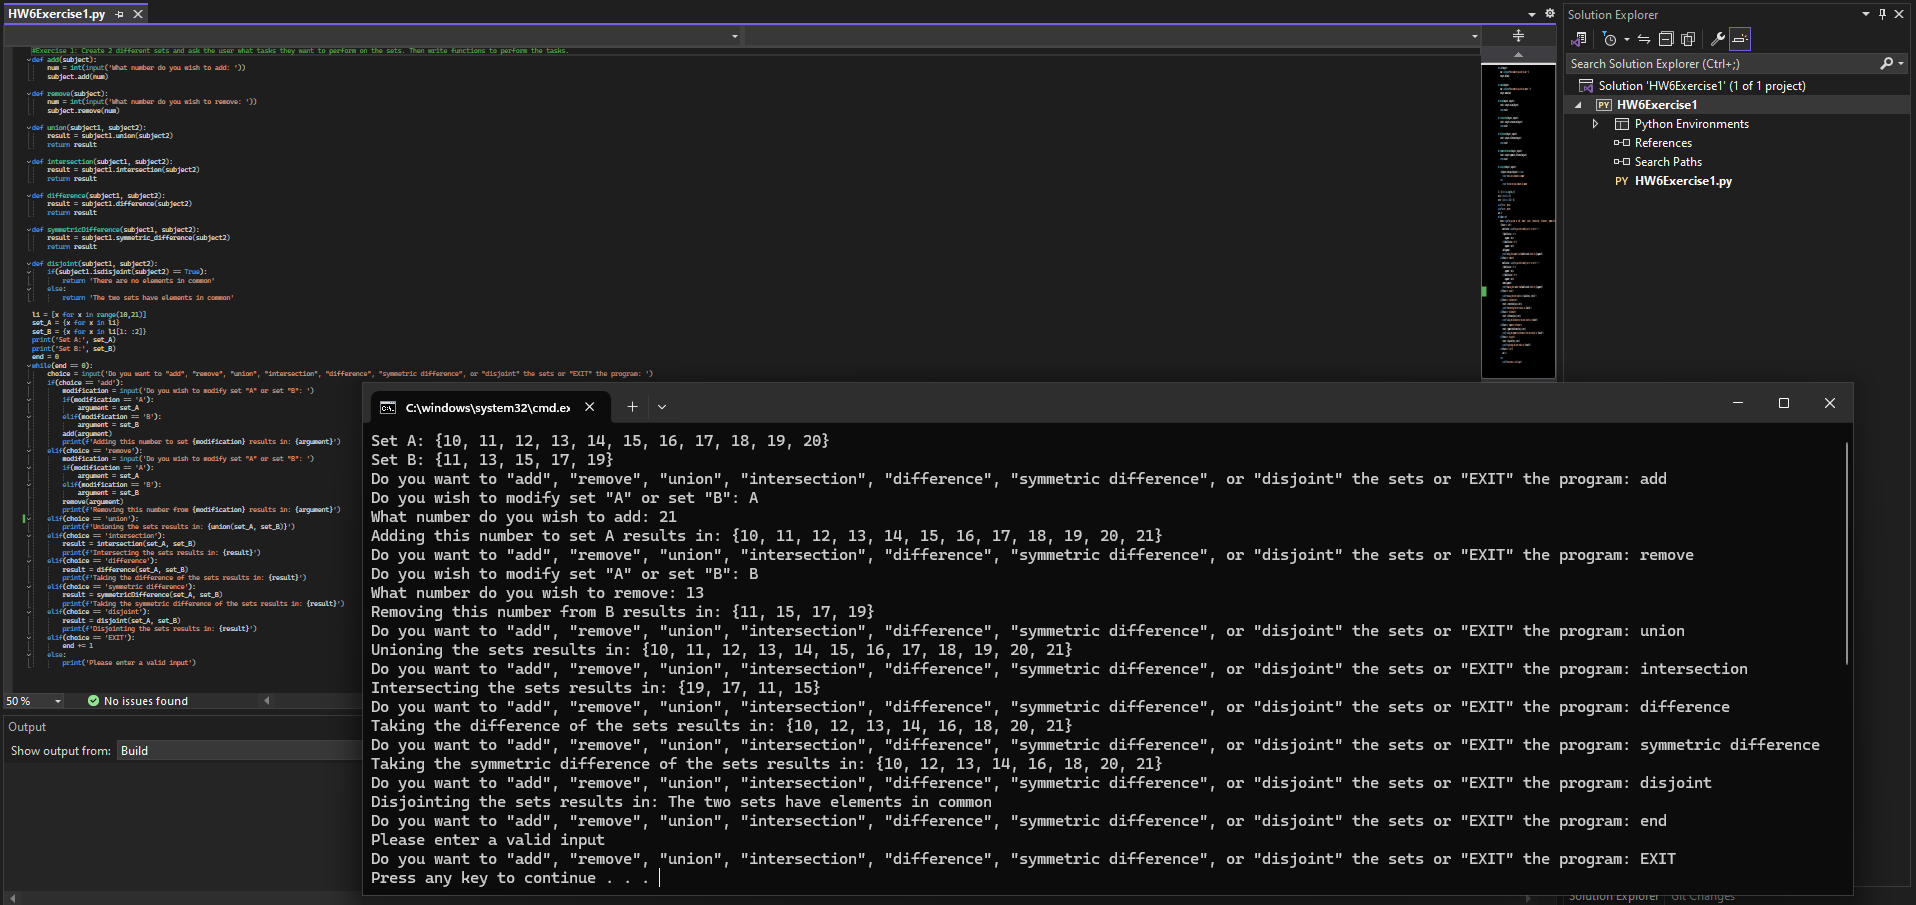 HW6Exercise1.py
#Exercise 1: Create 2 different sets and ask the user what tasks they want to perform on the sets. Then write functions to perform the tasks.
def add(subject):
    num = int(input('What number do you wish to add: '))
    subject.add(num)
def remove(subject):
    num = int(input('What number do you wish to remove: '))
    subject.remove(num)
def union(subject1, subject2):
    result = subject1.union(subject2)
    return result
def intersection(subject1, subject2):
    result = subject1.intersection(subject2)
    return result
def difference(subject1, subject2):
    result = subject1.difference(subject2)
    return result
def symmetricDifference(subject1, subject2):
    result = subject1.symmetric_difference(subject2)
    return result
def disjoint(subject1, subject2):
    if(subject1.isdisjoint(subject2) == True):
        return 'There are no elements in common'
    else:
        return 'The two sets have elements in common'
li = [x for x in range(10,21)]
set_A = {x for x in li}
set_B = {x for x in li[1: :2]}
print('Set A:', set_A)
print('Set B:', set_B)
end = 0
while(end == 0):
    choice = input('Do you want to "add", "remove", "union", "intersection", "difference", "symmetric difference", or "disjoint" the sets or "EXIT" the program: ')
    if(choice == 'add'):
        modification = input('Do you wish to modify set "A" or set "B": ')
        if(modification == 'A'):
            argument = set_A
        elif(modification == 'B'):
            argument = set_B
        add(argument)
        print(f'Adding this number to set {modification} results in: {argument}')
    elif(choice == 'remove'):
        modification = input('Do you wish to modify set "A" or set "B": ')
        if(modification == 'A'):
            argument = set_A
        elif(modification == 'B'):
            argument = set_B
        remove(argument)
        print(f'Removing this number from {modification} results in: {argument}')
    elif(choice == 'union'):
        print(f'Unioning the sets results in: {union(set_A, set_B)}')
    elif(choice == 'intersection'):
        result = intersection(set_A, set_B)
        print(f'Intersecting the sets results in: {result}')
    elif(choice == 'difference'):
        result = difference(set_A, set_B)
        print(f'Taking the difference of the sets results in: {result}')
    elif(choice == 'symmetric difference'):
        result = symmetricDifference(set_A, set_B)
        print(f'Taking the symmetric difference of the sets results in: {result}')
    elif(choice == 'disjoint'):
        result = disjoint(set_A, set_B)
        print(f'Disjointing the sets results in: {result}')
    elif(choice == 'EXIT'):
        end += 1
    else:
        print('Please enter a valid input')
50 %
No issues found
Output
Show output from: Build
C:\windows\system32\cmd.ex
Set A: {10, 11, 12, 13, 14, 15, 16, 17, 18, 19, 20}
Set B: {11, 13, 15, 17, 19}
Do you want to "add", "remove", "union", "intersection", "difference", "symmetric difference", or "disjoint" the sets or "EXIT" the program: add
Do you wish to modify set "A" or set "B": A
What number do you wish to add: 21
Adding this number to set A results in: {10, 11, 12, 13, 14, 15, 16, 17, 18, 19, 20, 21}
Do you want to "add", "remove", "union", "intersection", "difference", "symmetric difference", or "disjoint" the sets or "EXIT" the program: remove
Do you wish to modify set "A" or set "B": B
What number do you wish to remove: 13
Removing this number from B results in: {11, 15, 17, 19}
Do you want to "add", "remove", "union", "intersection", "difference", "symmetric difference", or "disjoint" the sets or "EXIT" the program: union
Unioning the sets results in: {10, 11, 12, 13, 14, 15, 16, 17, 18, 19, 20, 21}
Do you want to "add", "remove", "union", "intersection", "difference", "symmetric difference", or "disjoint" the sets or "EXIT" the program: intersection
Intersecting the sets results in: {19, 17, 11, 15}
Do you want to "add", "remove", "union", "intersection", "difference", "symmetric difference", or "disjoint" the sets or "EXIT" the program: difference
Taking the difference of the sets results in: {10, 12, 13, 14, 16, 18, 20, 21}
Do you want to "add", "remove", "union", "intersection", "difference", "symmetric difference", or "disjoint" the sets or "EXIT" the program: symmetric difference
Taking the symmetric difference of the sets results in: {10, 12, 13, 14, 16, 18, 20, 21}
Do you want to "add", "remove", "union", "intersection", "difference", "symmetric difference", or "disjoint" the sets or "EXIT" the program: disjoint
Disjointing the sets results in: The two sets have elements in common
Do you want to "add", "remove", "union", "intersection", "difference", "symmetric difference", or "disjoint" the sets or "EXIT" the program: end
Please enter a valid input
Do you want to "add", "remove", "union", "intersection", "difference", "symmetric difference", or "disjoint" the sets or "EXIT" the program: EXIT
Press any key to continue . . .
Solution Explorer
Search Solution Explorer (Ctrl+;)
Solution 'HW6Exercise1' (1 of 1 project)
PY HW6Exercise1
Python Environments
References
Search Paths
PY HW6Exercise1.py
Solution Explorer Git Changes